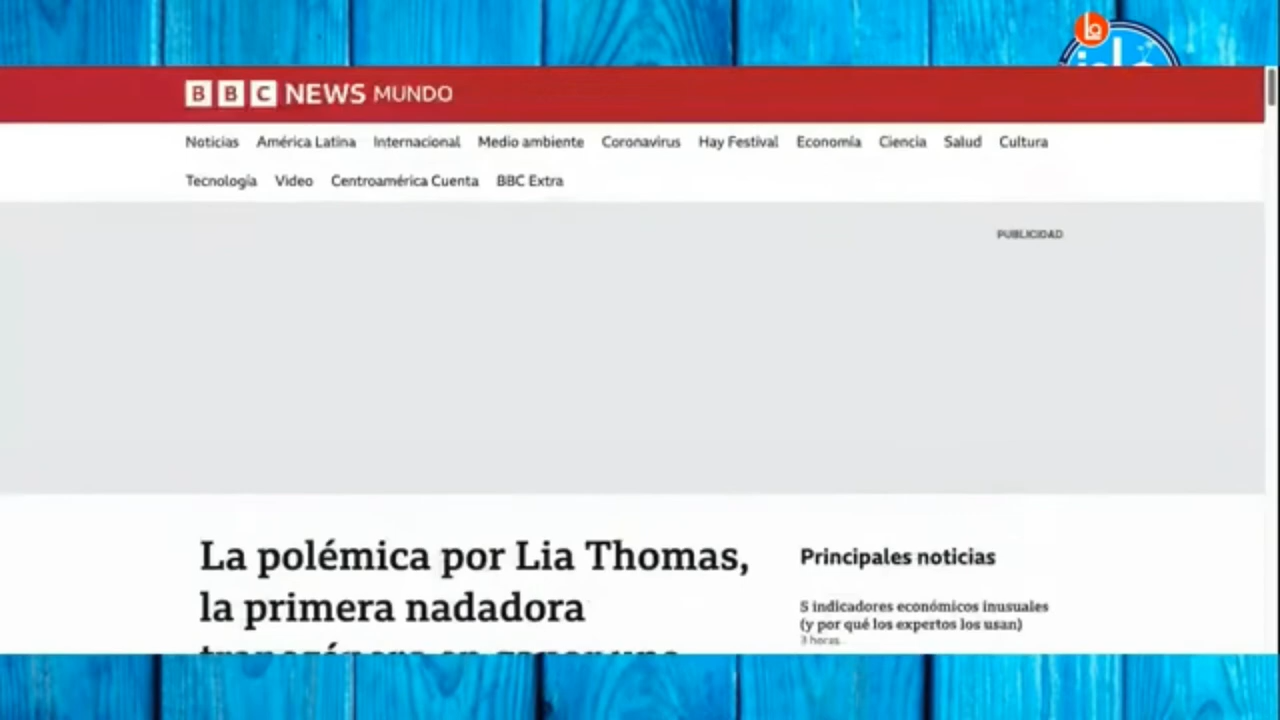 la
BBC NEWS MUNDO
Noticias América Latina Internacional Medio ambiente Coronavirus Hay Festival Economía Ciencia Salud Cultura
Tecnología Video Centroamérica Cuenta BBC Extra
PUBLICIDAD
La polémica por Lia Thomas,
la primera nadadora
Principales noticias
5 indicadores económicos inusuales
(y por qué los expertos los usan)
3 horas